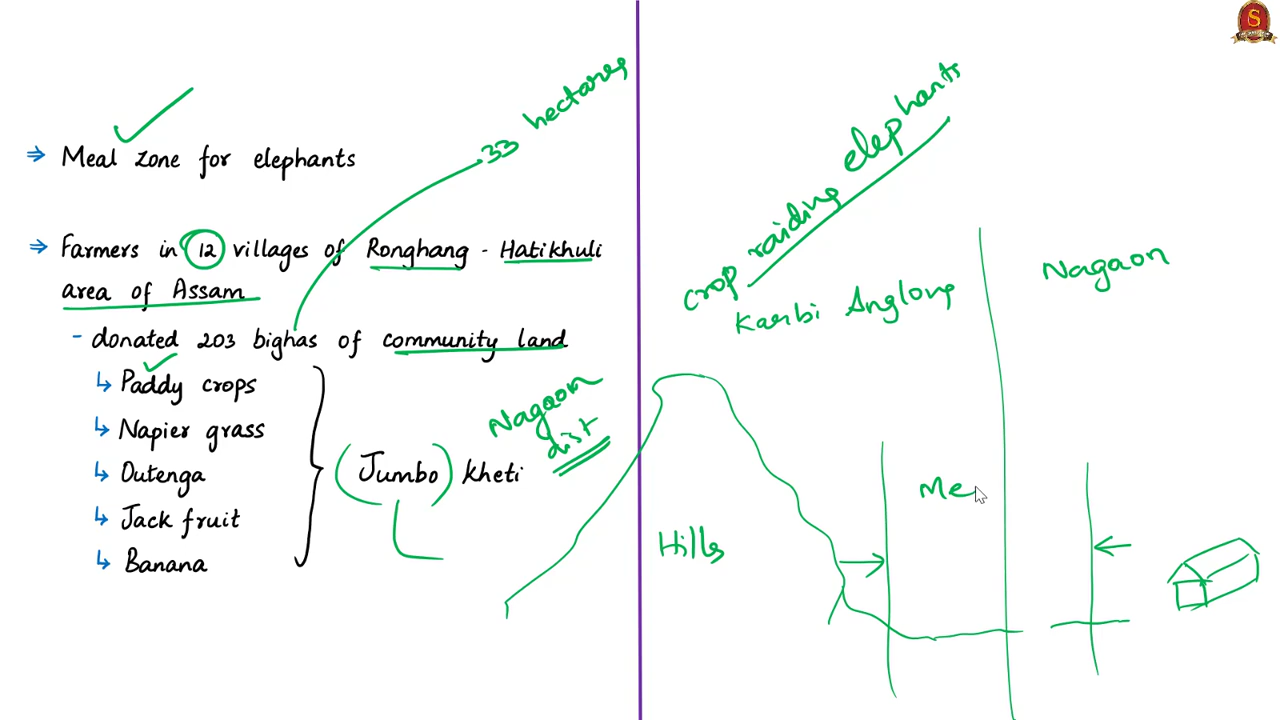 33 hectares
⇒ Meal zone for elephants
⇒ Farmers in 12 villages of Ronghang - Hatikhuli
area of Assam
- donated 203 bighas of community land
↳ Paddy crops
↳ Napier grass
↳ Outenga
↳ Jack fruit
↳ Banana
(Jumbo) kheti
Nagaon
dist
crop raiding elephants
Karbi Anglong
Nagaon
Me
Hills
S